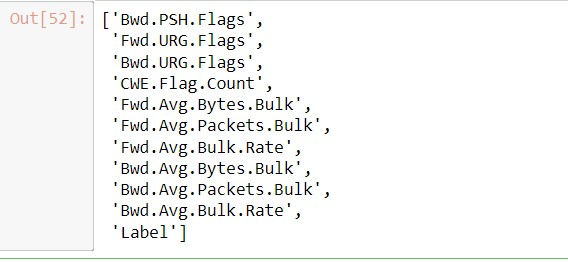 Out[52]: ['Bwd.PSH.Flags',
'Fwd.URG.Flags',
'Bwd.URG.Flags',
'CWE.Flag.Count',
'Fwd.Avg.Bytes.Bulk',
'Fwd.Avg.Packets.Bulk',
'Fwd.Avg.Bulk.Rate',
'Bwd.Avg.Bytes.Bulk',
'Bwd.Avg.Packets.Bulk',
'Bwd.Avg.Bulk.Rate',
'Label']